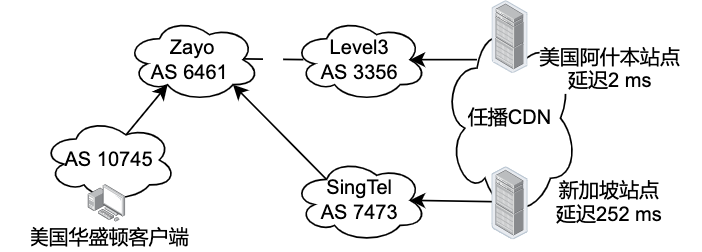 Zayo
AS 6461
Level3
AS 3356
美国阿什本站点
延迟2 ms
任播CDN
AS 10745
SingTel
AS 7473
新加坡站点
延迟252 ms
美国华盛顿客户端